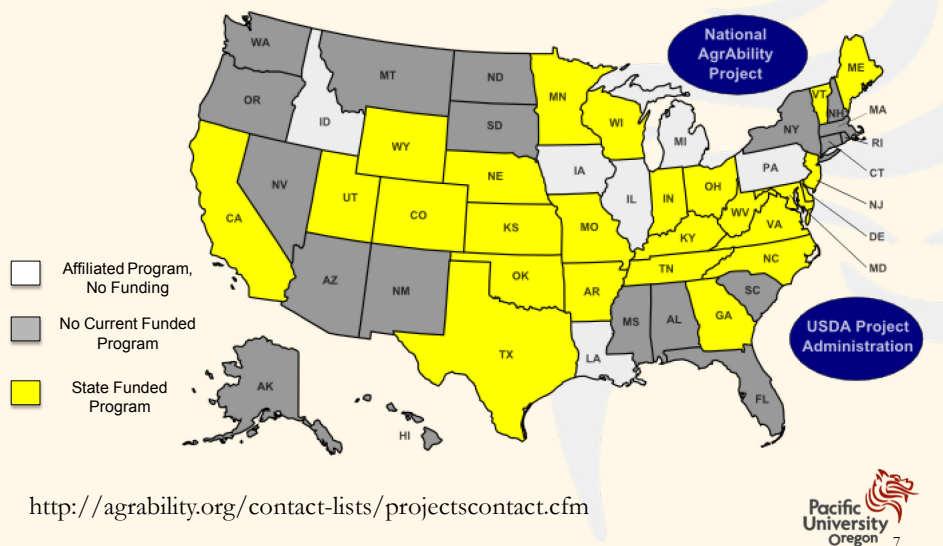 National
AgrAbility
Project
WA
MT
ND
MN
ME
VT
NH
MA
OR
ID
SD
WI
NY
RI
WY
MI
CT
IA
PA
NE
NV
UT
CO
IL
IN
OH
NJ
CA
KS
MO
WV
VA
DE
KY
MD
NC
TN
OK
AZ
NM
AR
SC
MS
AL
GA
TX
LA
FL
AK
HI
USDA Project
Administration
Affiliated Program,
No Funding
No Current Funded
Program
State Funded
Program
http://agrability.org/contact-lists/projectscontact.cfm
Pacific
University
Oregon
7